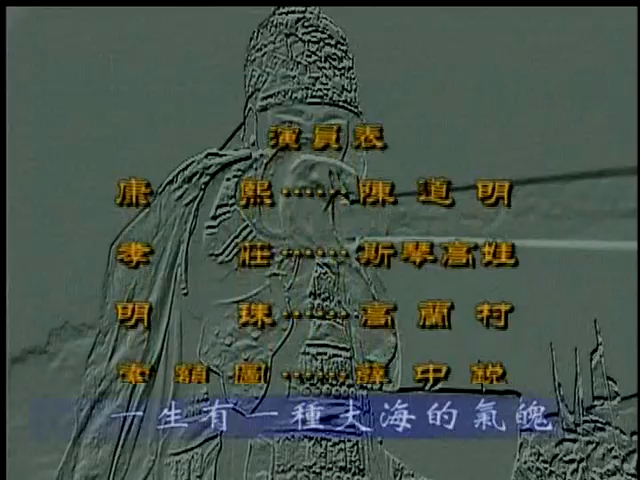 演員表
康熙……陳道明
孝莊……斯琴高娃
明珠……高蘭村
索額圖……薛中銳
一生有一種大海的氣魄